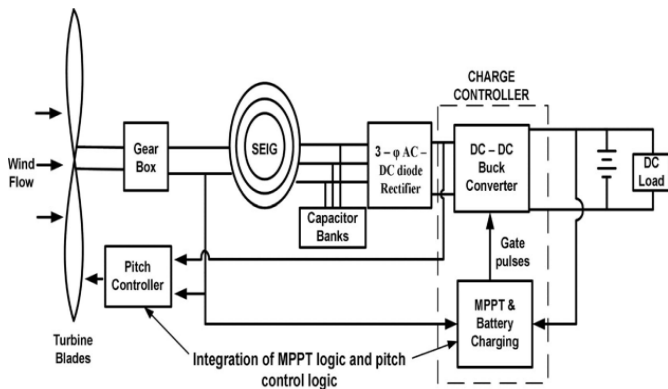 CHARGE
CONTROLLER
Wind
Flow
Gear
Box
SEIG
3 – φ AC –
DC diode
Rectifier
DC – DC
Buck
Converter
DC
Load
Capacitor
Banks
Gate
pulses
Pitch
Controller
MPPT &
Battery
Charging
Turbine
Blades
Integration of MPPT logic and pitch
control logic